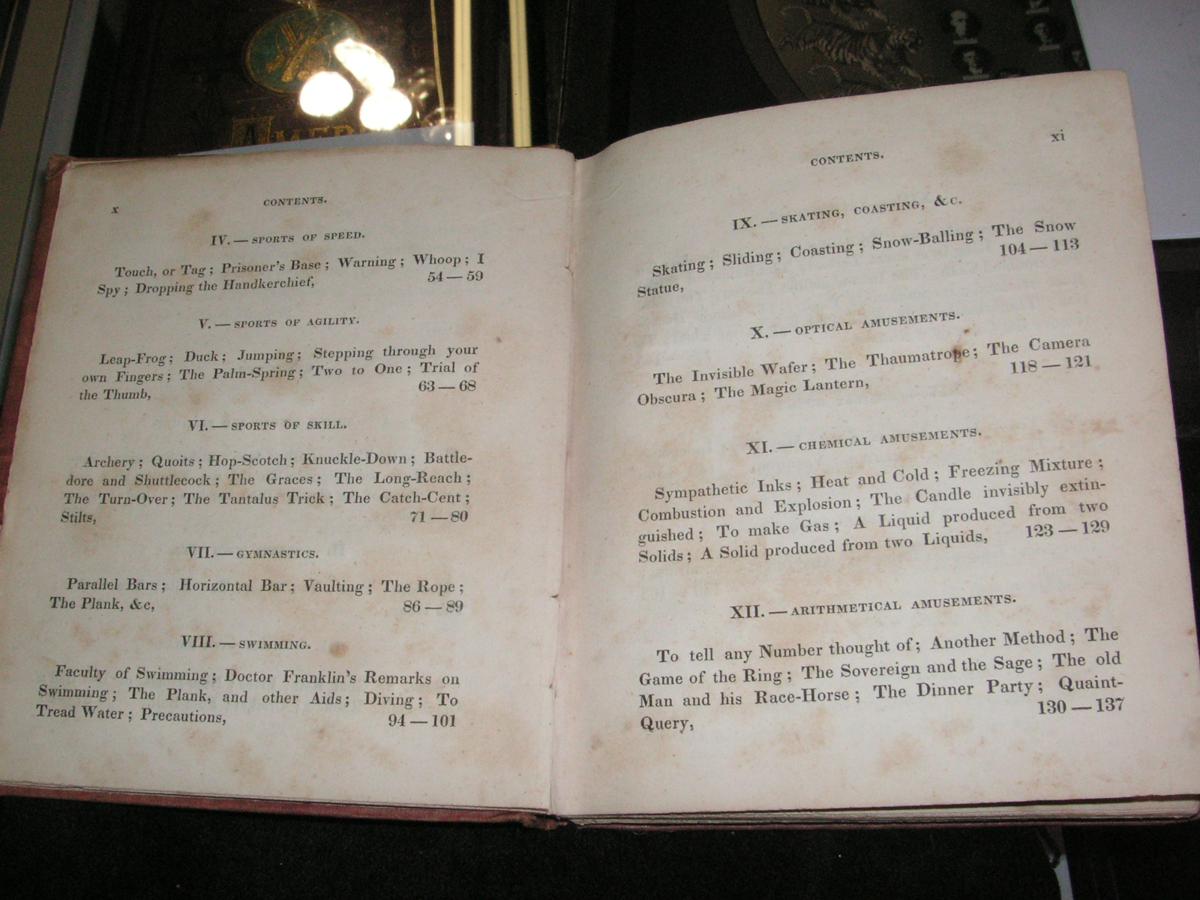 AMER
x
CONTENTS.
IV. — SPORTS OF SPEED.
Touch, or Tag; Prisoner's Base; Warning; Whoop; I
Spy; Dropping the Handkerchief, 54 — 59
V. — SPORTS OF AGILITY.
Leap-Frog; Duck; Jumping; Stepping through your
own Fingers; The Palm-Spring; Two to One; Trial of
the Thumb, 63 — 68
VI. — SPORTS OF SKILL.
Archery; Quoits; Hop-Scotch; Knuckle-Down; Battle-
dore and Shuttlecock; The Graces; The Long-Reach;
The Turn-Over; The Tantalus Trick; The Catch-Cent;
Stilts, 71 — 80
VII. — GYMNASTICS.
Parallel Bars; Horizontal Bar; Vaulting; The Rope;
The Plank, &c, 86 — 89
VIII. — SWIMMING.
Faculty of Swimming; Doctor Franklin's Remarks on
Swimming; The Plank, and other Aids; Diving; To
Tread Water; Precautions, 94 — 101
CONTENTS. xi
IX. — SKATING, COASTING, &C.
Skating; Sliding; Coasting; Snow-Balling; The Snow
Statue, 104 — 113
X. — OPTICAL AMUSEMENTS.
The Invisible Wafer; The Thaumatrope; The Camera
Obscura; The Magic Lantern, 118 — 121
XI. — CHEMICAL AMUSEMENTS.
Sympathetic Inks; Heat and Cold; Freezing Mixture;
Combustion and Explosion; The Candle invisibly extin-
guished; To make Gas; A Liquid produced from two
Solids; A Solid produced from two Liquids, 123 — 129
XII. — ARITHMETICAL AMUSEMENTS.
To tell any Number thought of; Another Method; The
Game of the Ring; The Sovereign and the Sage; The old
Man and his Race-Horse; The Dinner Party; Quaint-
Query, 130 — 137